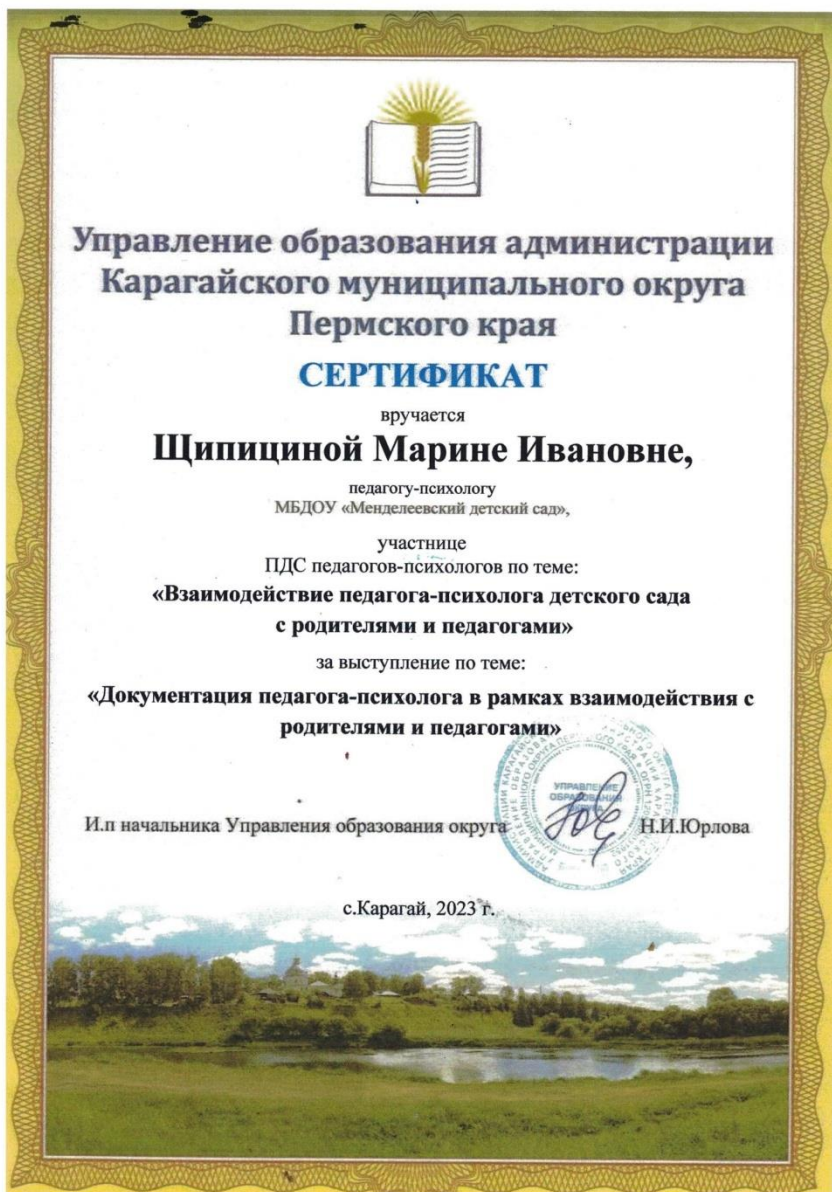 Управление образования администрации
Карагайского муниципального округа
Пермского края
СЕРТИФИКАТ
вручается
Щипициной Марине Ивановне,
педагогу-психологу
МБДОУ «Менделеевский детский сад»,
участнице
ПДС педагогов-психологов по теме:
«Взаимодействие педагога-психолога детского сада
с родителями и педагогами»
за выступление по теме:
«Документация педагога-психолога в рамках взаимодействия с
родителями и педагогами»
УПРАВЛЕНИЕ
ОБРАЗОВАНИЯ
И.п начальника Управления образования округа Н.И.Юрлова
с.Карагай, 2023 г.